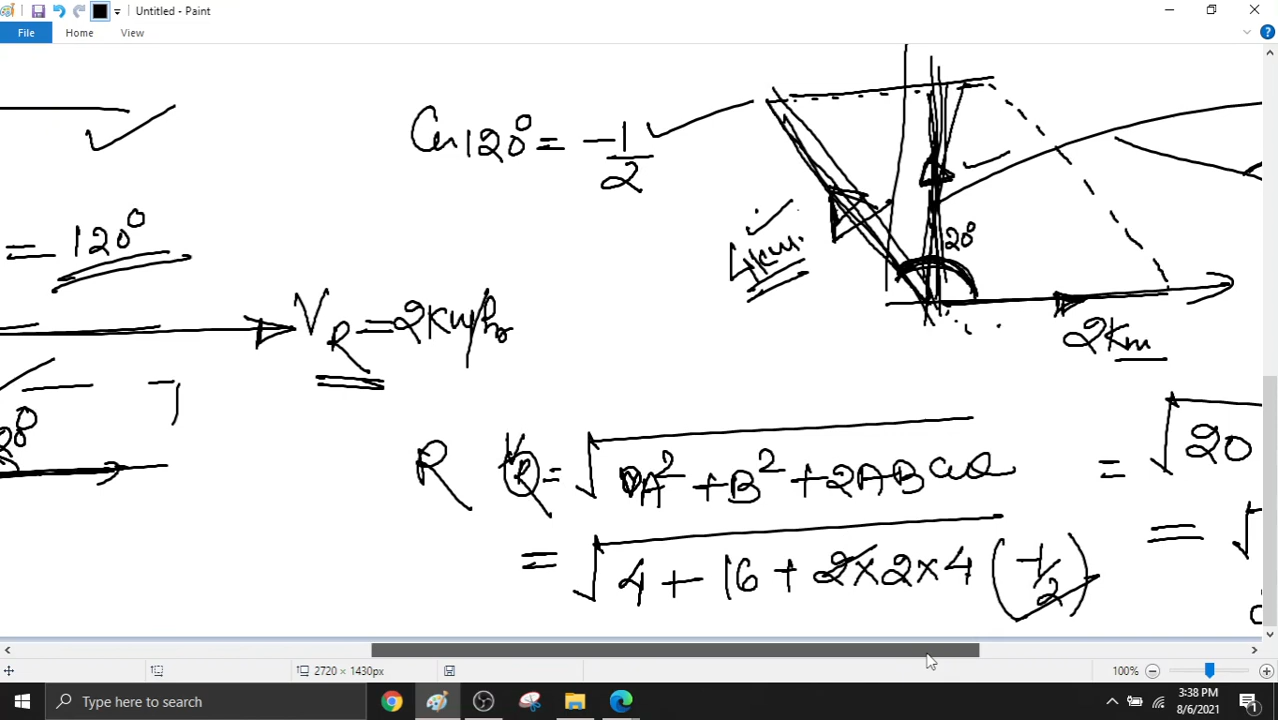 Untitled - Paint
File Home View
Cos 120° = -1/2
= 120°
20°
4km.
V_R = 2Km/hr
2Km
R V_R = √A² + B² + 2AB cosθ = √20
= √4 + 16 + 2×2×4 (-1/2) = √
2720 × 1430px
100%
Type here to search
3:38 PM
8/6/2021